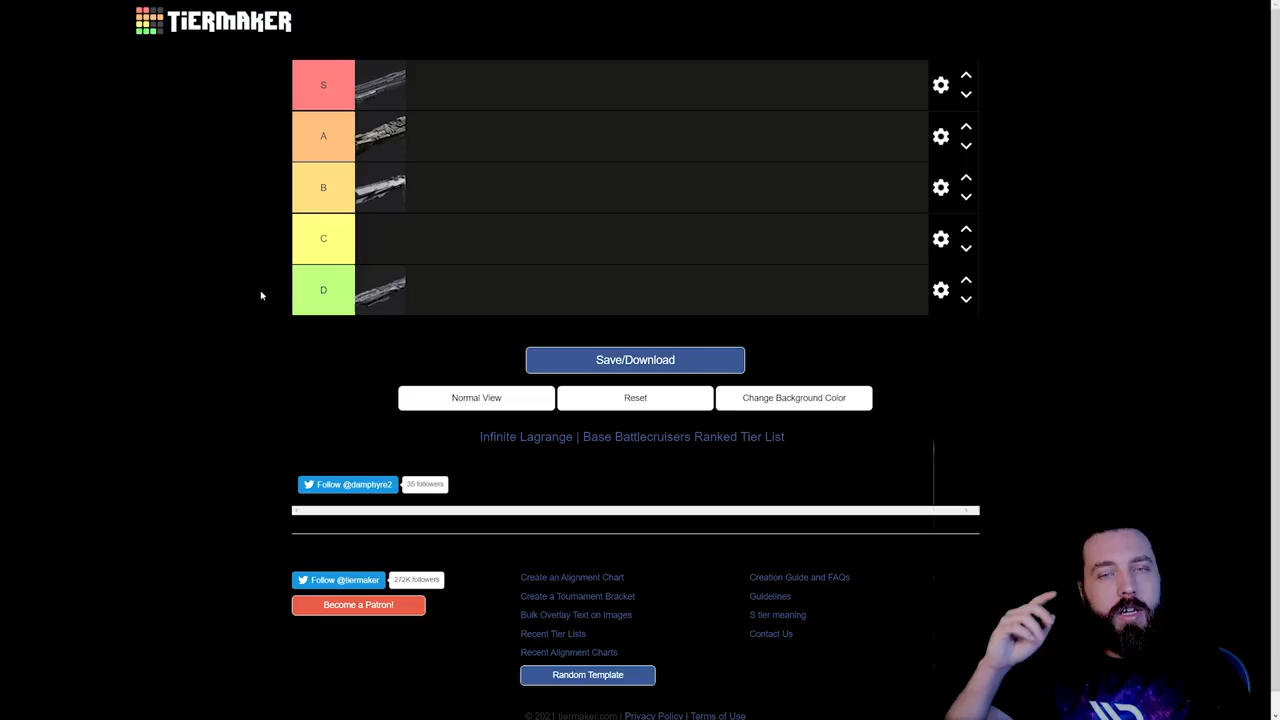 TiERMAKER
S
A
B
C
D
Save/Download
Normal View
Reset
Change Background Color
Infinite Lagrange | Base Battlecruisers Ranked Tier List
Follow @damphyre2
35 followers
Follow @tiermaker
272K followers
Become a Patron!
Create an Alignment Chart
Create a Tournament Bracket
Bulk Overlay Text on Images
Recent Tier Lists
Recent Alignment Charts
Random Template
Creation Guide and FAQs
Guidelines
S tier meaning
Contact Us
© 2021 tiermaker.com | Privacy Policy | Terms of Use